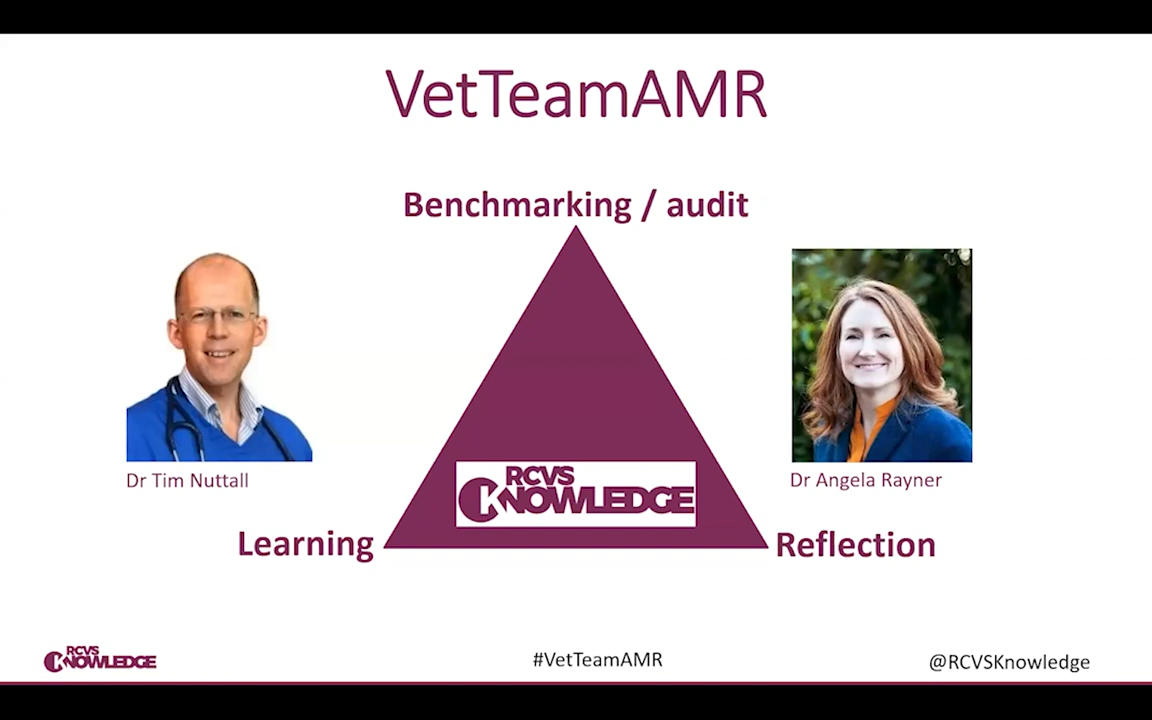 VetTeamAMR
Benchmarking / audit
Dr Tim Nuttall
Dr Angela Rayner
RCVS
KNOWLEDGE
Learning
Reflection
RCVS
KNOWLEDGE
#VetTeamAMR
@RCVSKnowledge